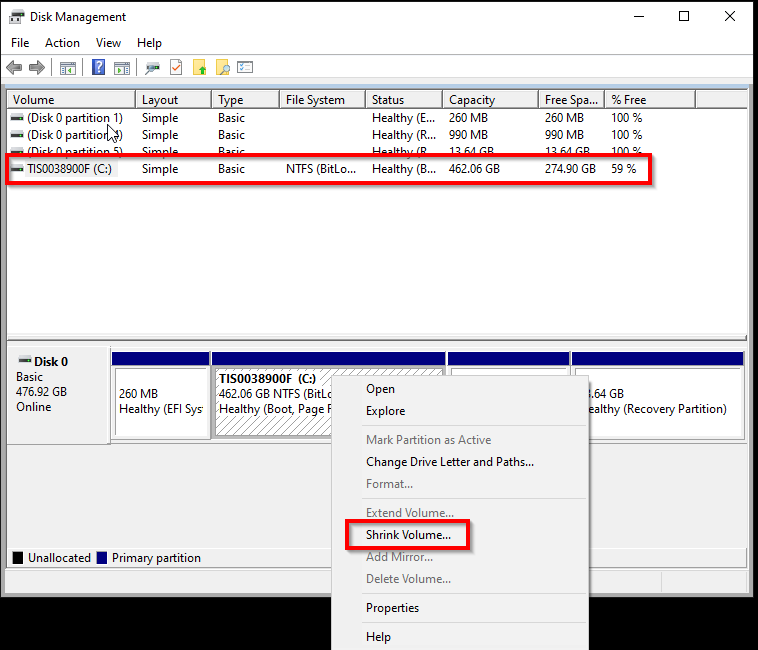 Disk Management
File Action View Help
Volume Layout Type File System Status Capacity Free Spa... % Free
(Disk 0 partition 1) Simple Basic Healthy (E... 260 MB 260 MB 100 %
(Disk 0 partition 4) Simple Basic Healthy (R... 990 MB 990 MB 100 %
(Disk 0 partition 5) Simple Basic Healthy (R... 13.64 GB 13.64 GB 100 %
TIS0038900F (C:) Simple Basic NTFS (BitLo... Healthy (B... 462.06 GB 274.90 GB 59 %
Disk 0
Basic
476.92 GB
Online
260 MB
Healthy (EFI Sys
TIS0038900F (C:)
462.06 GB NTFS (BitLo
Healthy (Boot, Page F
.64 GB
ealthy (Recovery Partition)
Open
Explore
Mark Partition as Active
Change Drive Letter and Paths...
Format...
Extend Volume...
Shrink Volume...
Add Mirror...
Delete Volume...
Properties
Help
Unallocated Primary partition